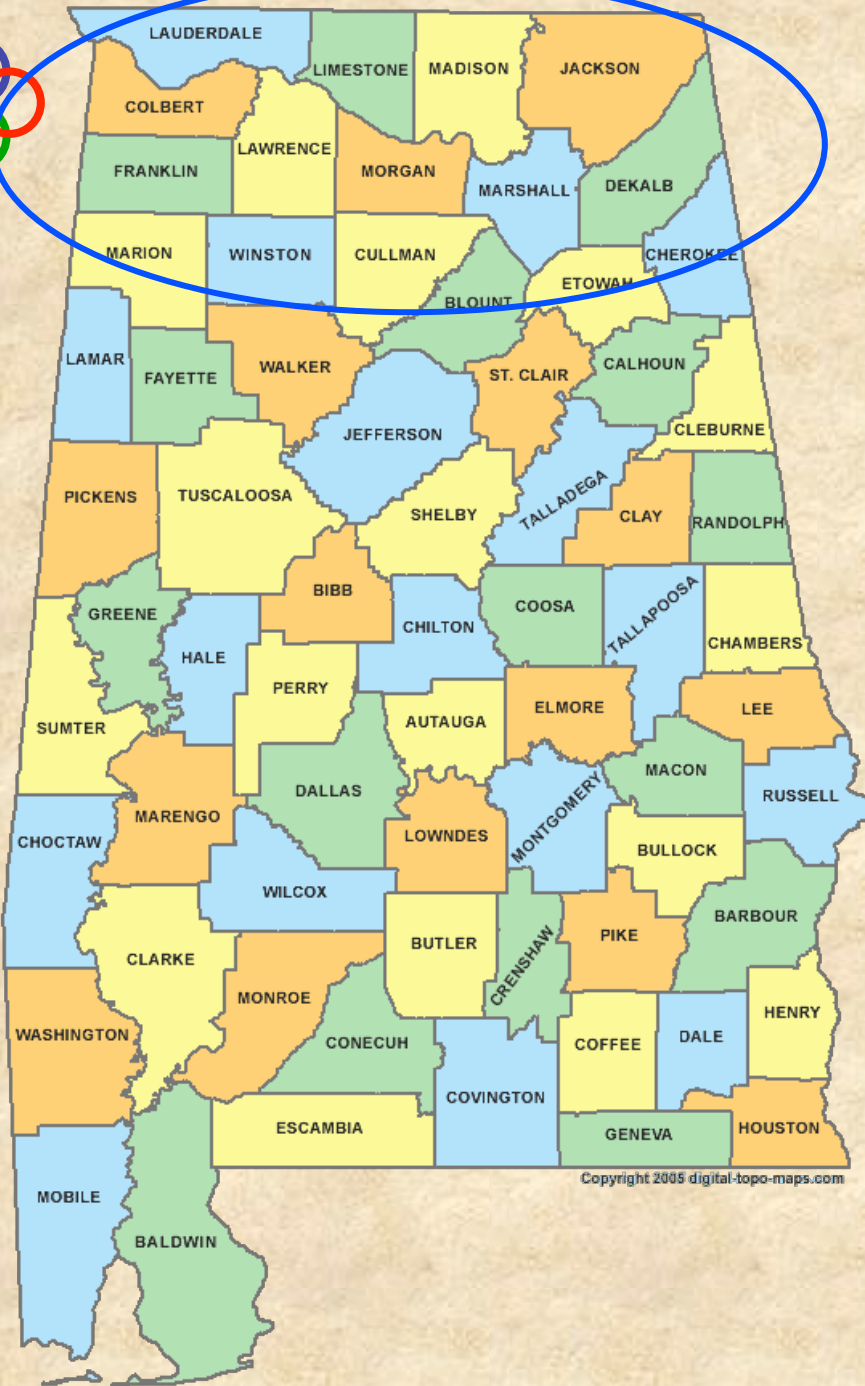 LAUDERDALE
LIMESTONE
MADISON
JACKSON
COLBERT
LAWRENCE
FRANKLIN
MORGAN
MARSHALL
DEKALB
MARION
WINSTON
CULLMAN
CHEROKEE
ETOWAH
BLOUNT
LAMAR
FAYETTE
WALKER
ST. CLAIR
CALHOUN
JEFFERSON
CLEBURNE
PICKENS
TUSCALOOSA
SHELBY
TALLADEGA
CLAY
RANDOLPH
GREENE
BIBB
CHILTON
COOSA
TALLAPOOSA
CHAMBERS
HALE
PERRY
SUMTER
AUTAUGA
ELMORE
LEE
MACON
DALLAS
RUSSELL
MARENGO
CHOCTAW
LOWNDES
MONTGOMERY
BULLOCK
WILCOX
BARBOUR
CLARKE
BUTLER
CRENSHAW
PIKE
MONROE
HENRY
WASHINGTON
CONECUH
COFFEE
DALE
COVINGTON
ESCAMBIA
GENEVA
HOUSTON
Copyright 2005 digital-topo-maps.com
MOBILE
BALDWIN